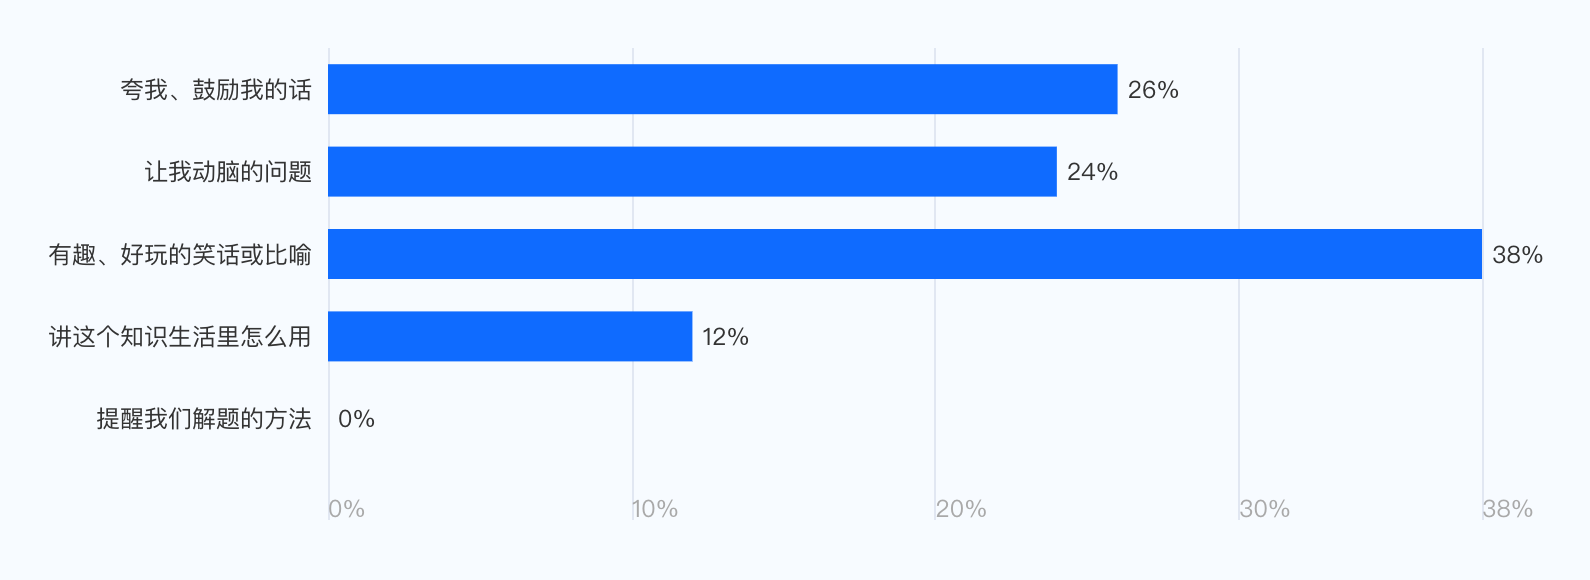 夸我、鼓励我的话 26%
让我动脑的问题 24%
有趣、好玩的笑话或比喻 38%
讲这个知识生活里怎么用 12%
提醒我们解题的方法 0%
0% 10% 20% 30% 38%